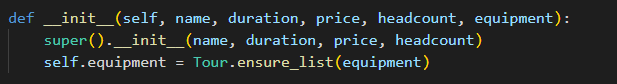 def __init__(self, name, duration, price, headcount, equipment):
    super().__init__(name, duration, price, headcount)
    self.equipment = Tour.ensure_list(equipment)